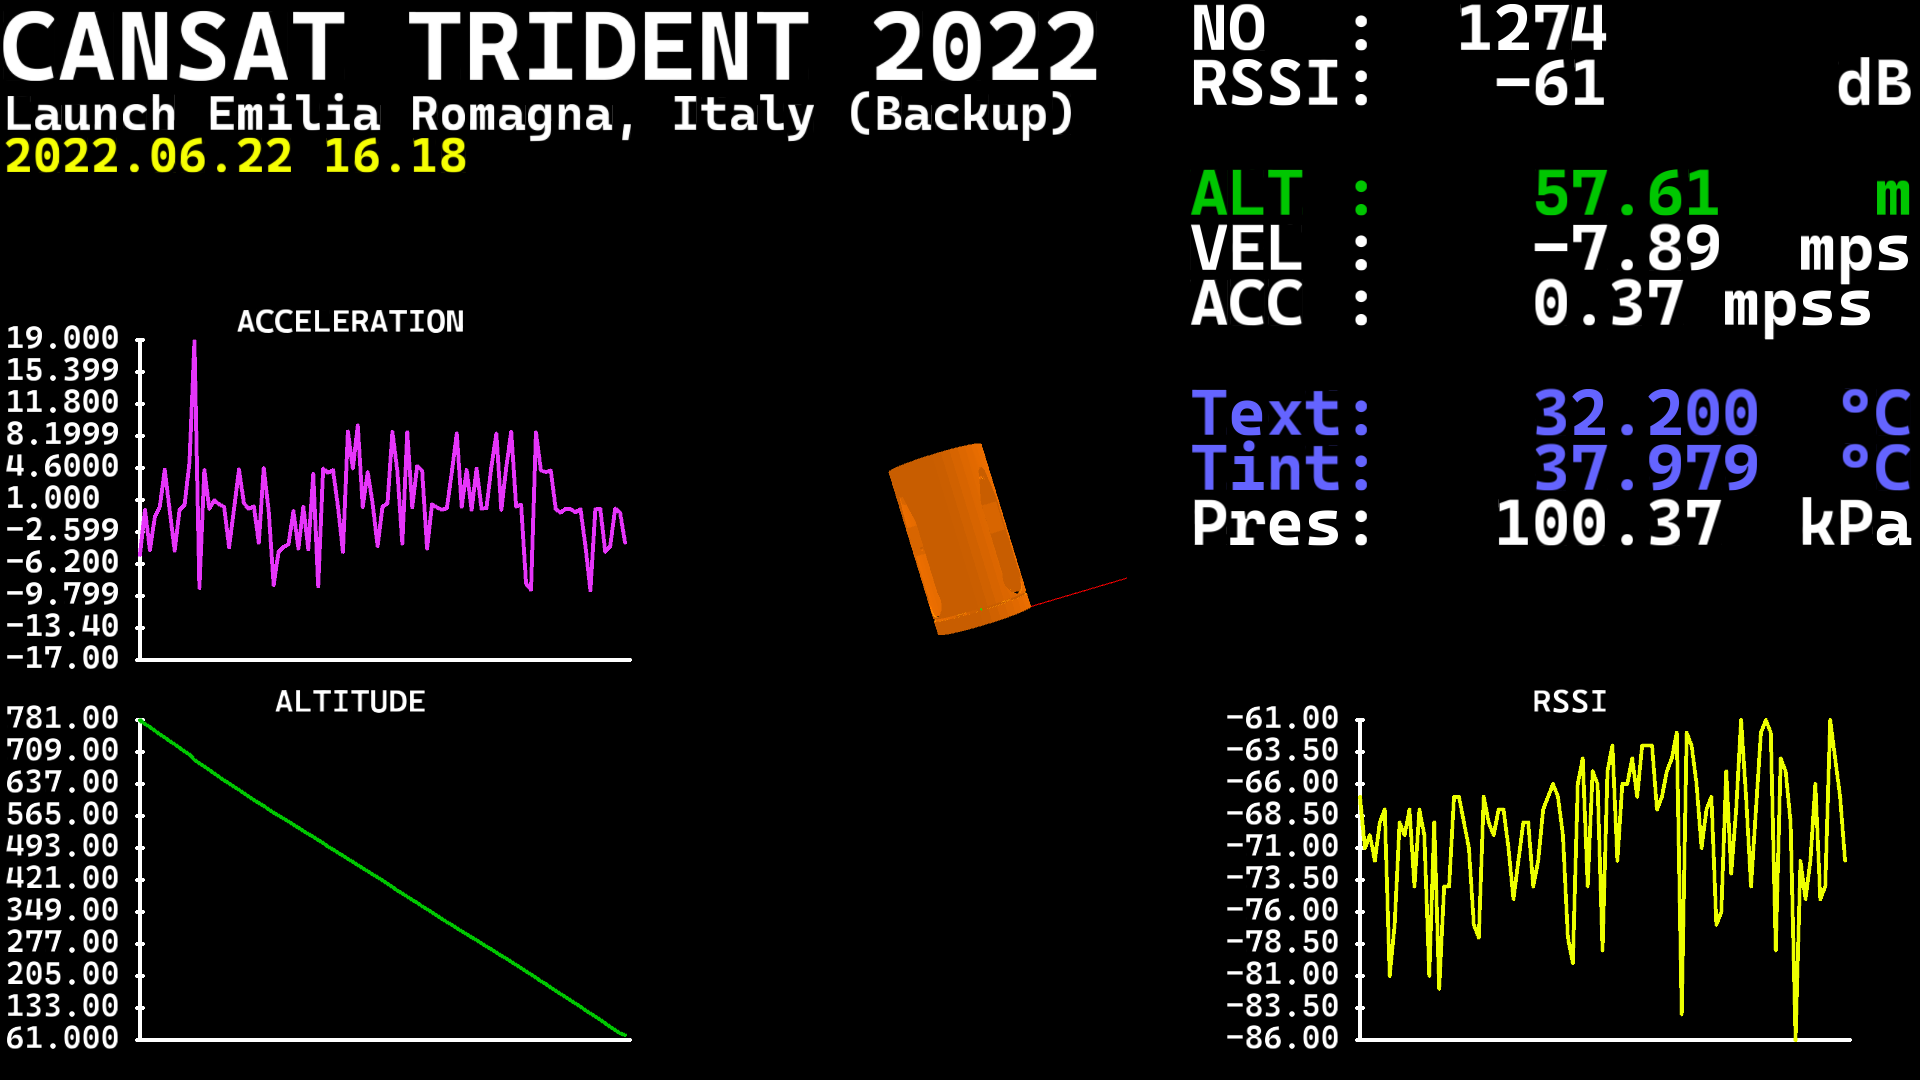 CANSAT TRIDENT 2022
Launch Emilia Romagna, Italy (Backup)
2022.06.22 16.18
NO : 1274
RSSI: -61 dB
ALT : 57.61 m
VEL : -7.89 mps
ACC : 0.37 mpss
Text: 32.200 °C
Tint: 37.979 °C
Pres: 100.37 kPa
ACCELERATION
19.000
15.399
11.800
8.1999
4.6000
1.000
-2.599
-6.200
-9.799
-13.40
-17.00
ALTITUDE
781.00
709.00
637.00
565.00
493.00
421.00
349.00
277.00
205.00
133.00
61.000
RSSI
-61.00
-63.50
-66.00
-68.50
-71.00
-73.50
-76.00
-78.50
-81.00
-83.50
-86.00